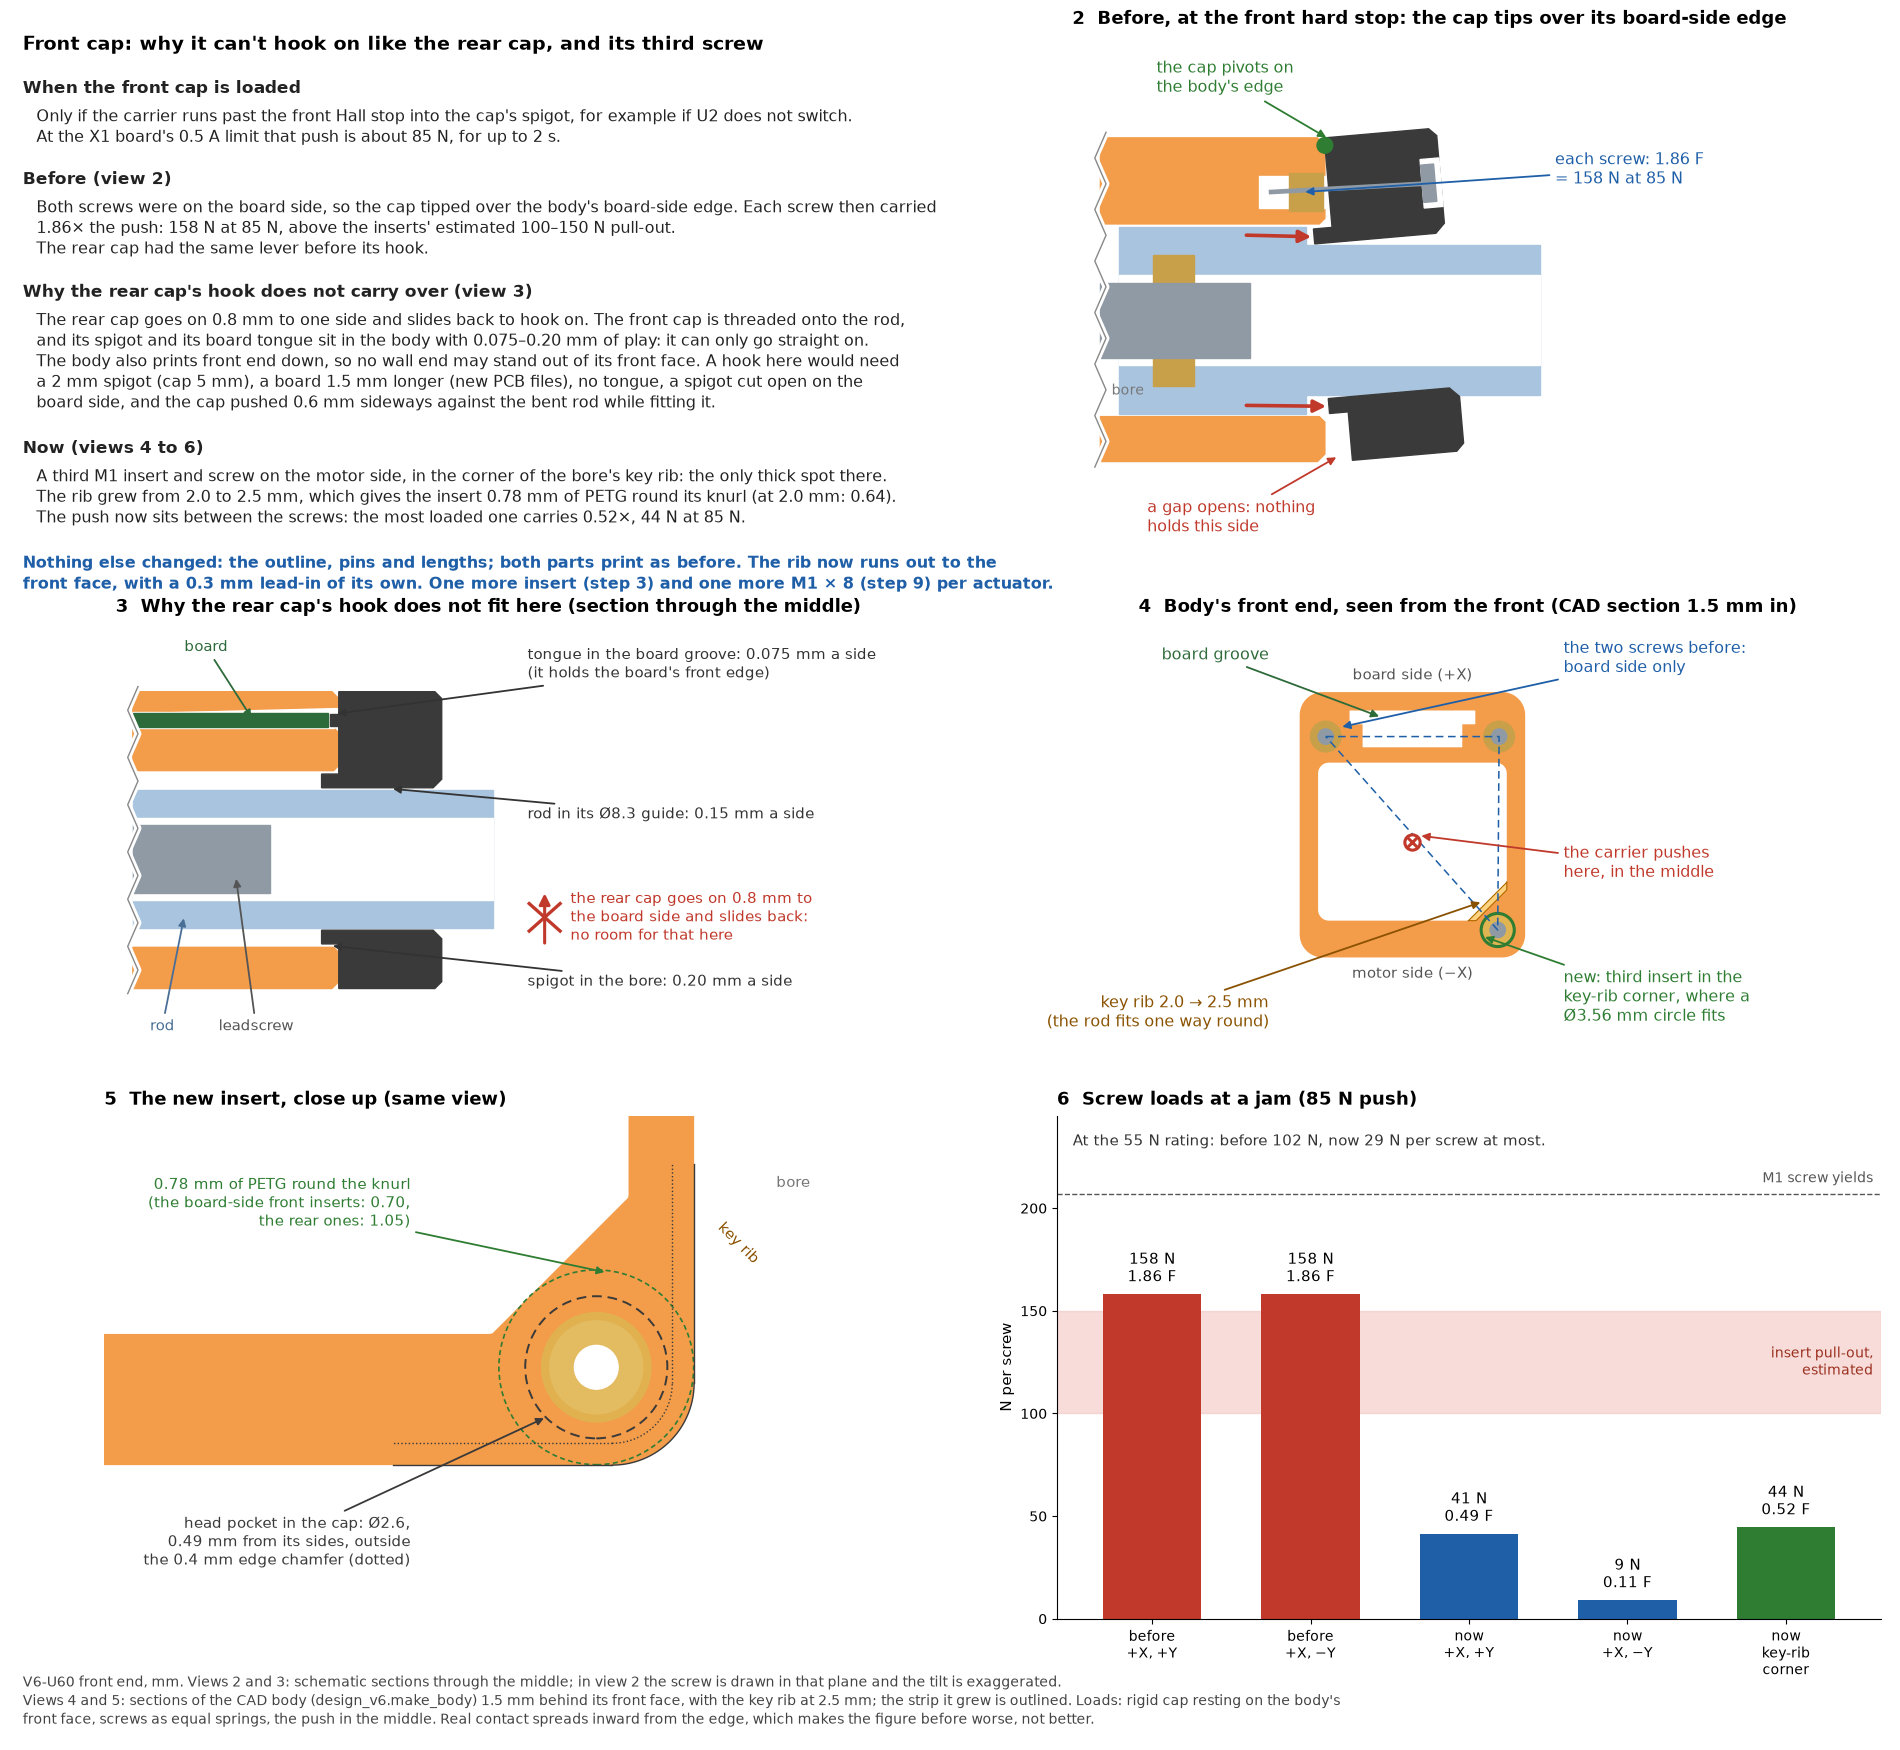 Front cap: why it can't hook on like the rear cap, and its third screw
When the front cap is loaded
Only if the carrier runs past the front Hall stop into the cap's spigot, for example if U2 does not switch.
At the X1 board's 0.5 A limit that push is about 85 N, for up to 2 s.
Before (view 2)
Both screws were on the board side, so the cap tipped over the body's board-side edge. Each screw then carried
1.86× the push: 158 N at 85 N, above the inserts' estimated 100–150 N pull-out.
The rear cap had the same lever before its hook.
Why the rear cap's hook does not carry over (view 3)
The rear cap goes on 0.8 mm to one side and slides back to hook on. The front cap is threaded onto the rod,
and its spigot and its board tongue sit in the body with 0.075–0.20 mm of play: it can only go straight on.
The body also prints front end down, so no wall end may stand out of its front face. A hook here would need
a 2 mm spigot (cap 5 mm), a board 1.5 mm longer (new PCB files), no tongue, a spigot cut open on the
board side, and the cap pushed 0.6 mm sideways against the bent rod while fitting it.
Now (views 4 to 6)
A third M1 insert and screw on the motor side, in the corner of the bore's key rib: the only thick spot there.
The rib grew from 2.0 to 2.5 mm, which gives the insert 0.78 mm of PETG round its knurl (at 2.0 mm: 0.64).
The push now sits between the screws: the most loaded one carries 0.52×, 44 N at 85 N.
Nothing else changed: the outline, pins and lengths; both parts print as before. The rib now runs out to the
front face, with a 0.3 mm lead-in of its own. One more insert (step 3) and one more M1 × 8 (step 9) per actuator.
2 Before, at the front hard stop: the cap tips over its board-side edge
the cap pivots on
the body's edge
each screw: 1.86 F
= 158 N at 85 N
bore
a gap opens: nothing
holds this side
3 Why the rear cap's hook does not fit here (section through the middle)
board
tongue in the board groove: 0.075 mm a side
(it holds the board's front edge)
rod in its Ø8.3 guide: 0.15 mm a side
the rear cap goes on 0.8 mm to
the board side and slides back:
no room for that here
spigot in the bore: 0.20 mm a side
rod
leadscrew
4 Body's front end, seen from the front (CAD section 1.5 mm in)
board groove
board side (+X)
the two screws before:
board side only
the carrier pushes
here, in the middle
motor side (−X)
key rib 2.0 → 2.5 mm
(the rod fits one way round)
new: third insert in the
key-rib corner, where a
Ø3.56 mm circle fits
5 The new insert, close up (same view)
0.78 mm of PETG round the knurl
(the board-side front inserts: 0.70,
the rear ones: 1.05)
bore
key rib
head pocket in the cap: Ø2.6,
0.49 mm from its sides, outside
the 0.4 mm edge chamfer (dotted)
6 Screw loads at a jam (85 N push)
At the 55 N rating: before 102 N, now 29 N per screw at most.
M1 screw yields
insert pull-out,
estimated
N per screw
200
150
100
50
0
158 N
1.86 F
158 N
1.86 F
41 N
0.49 F
9 N
0.11 F
44 N
0.52 F
before
+X, +Y
before
+X, −Y
now
+X, +Y
now
+X, −Y
now
key-rib
corner
V6-U60 front end, mm. Views 2 and 3: schematic sections through the middle; in view 2 the screw is drawn in that plane and the tilt is exaggerated.
Views 4 and 5: sections of the CAD body (design_v6.make_body) 1.5 mm behind its front face, with the key rib at 2.5 mm; the strip it grew is outlined. Loads: rigid cap resting on the body's
front face, screws as equal springs, the push in the middle. Real contact spreads inward from the edge, which makes the figure before worse, not better.